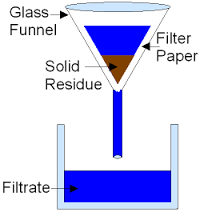 Glass
Funnel
Filter
Paper
Solid
Residue
Filtrate